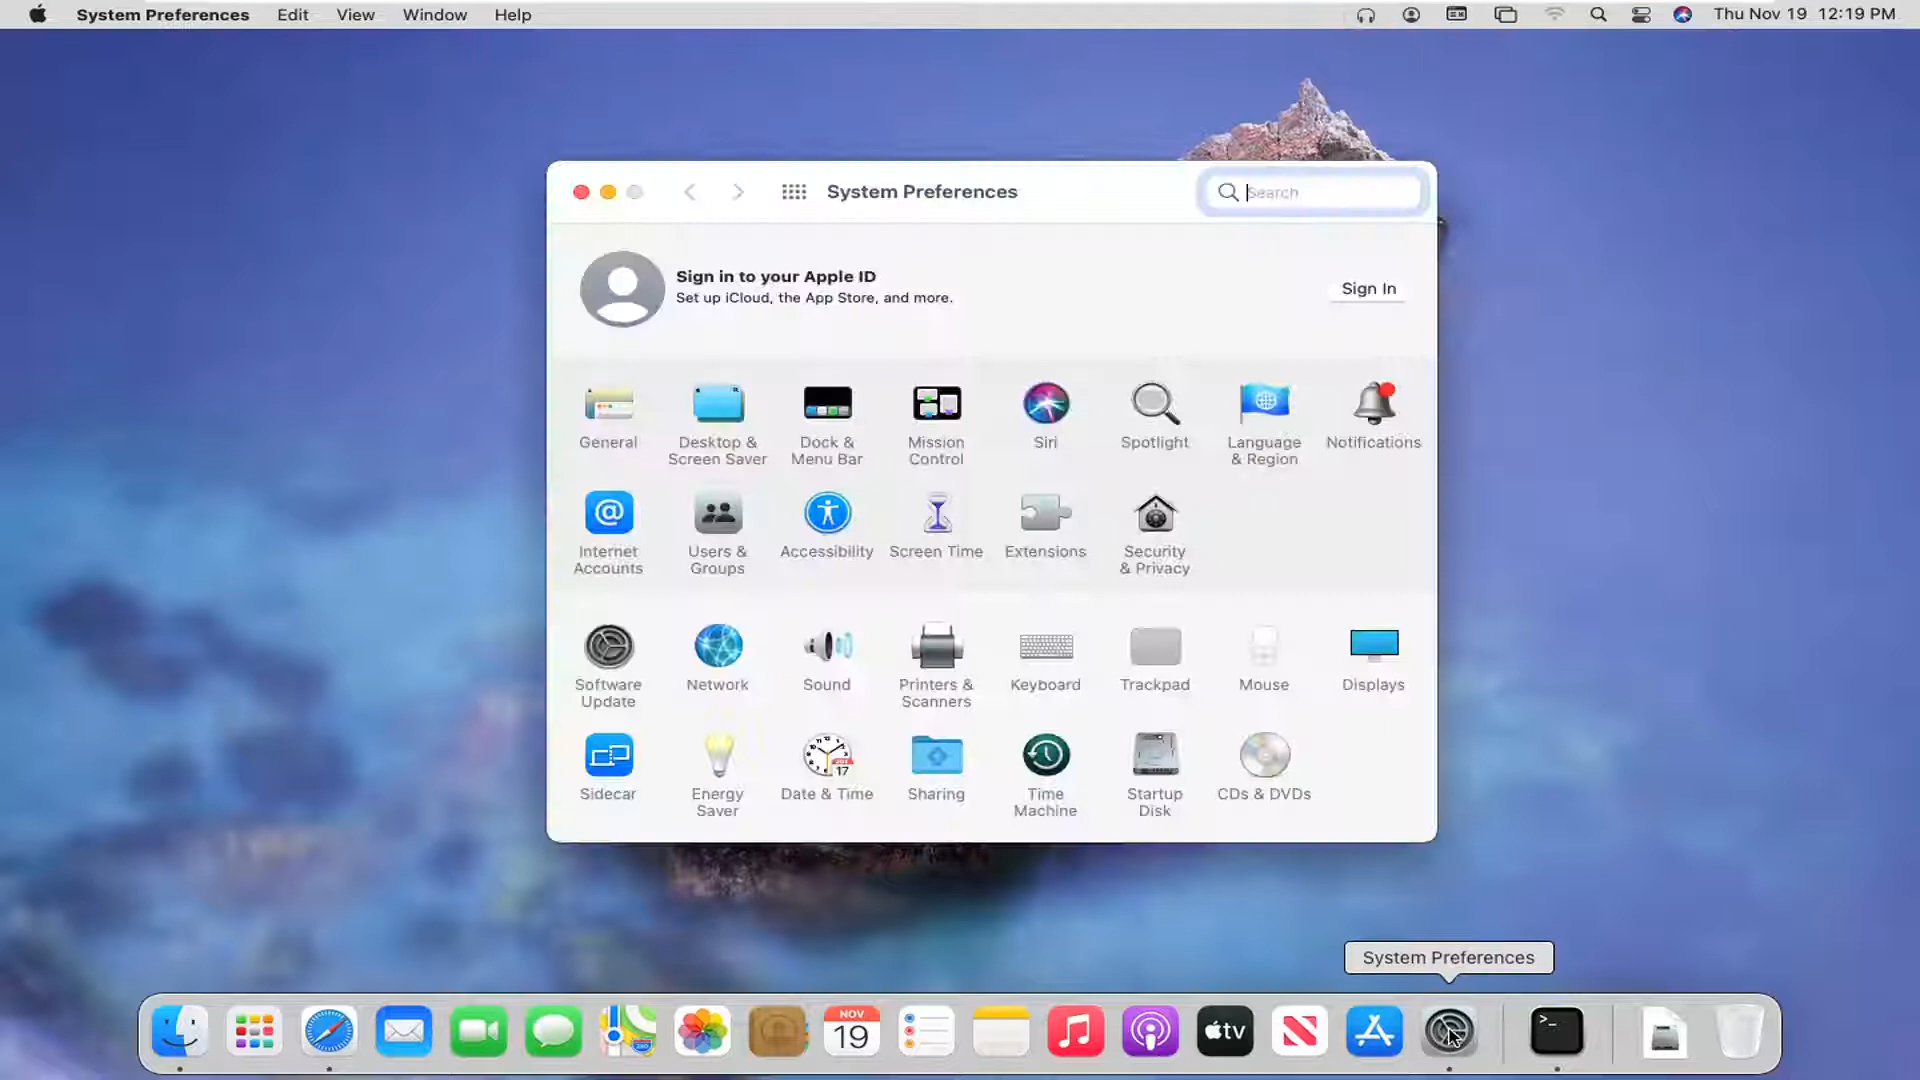 System Preferences Edit View Window Help Thu Nov 19 12:19 PM
System Preferences
Search
Sign in to your Apple ID
Set up iCloud, the App Store, and more.
Sign In
General
Desktop &
Screen Saver
Dock &
Menu Bar
Mission
Control
Siri
Spotlight
Language
& Region
Notifications
Internet
Accounts
Users &
Groups
Accessibility
Screen Time
Extensions
Security
& Privacy
Software
Update
Network
Sound
Printers &
Scanners
Keyboard
Trackpad
Mouse
Displays
Sidecar
Energy
Saver
17
Date & Time
Sharing
Time
Machine
Startup
Disk
CDs & DVDs
System Preferences
NOV
19
tv
>_